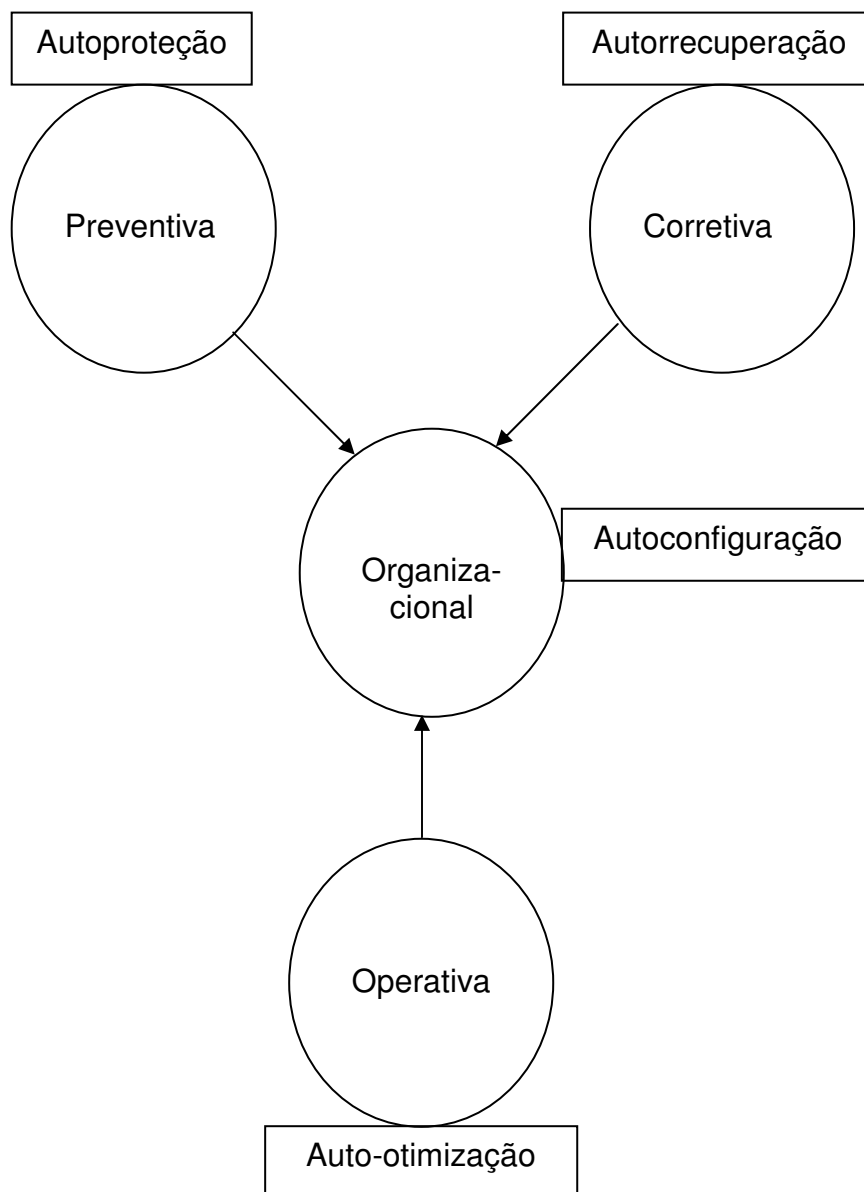 Autoproteção
Autorrecuperação
Preventiva
Corretiva
Autoconfiguração
Organiza-
cional
Operativa
Auto-otimização